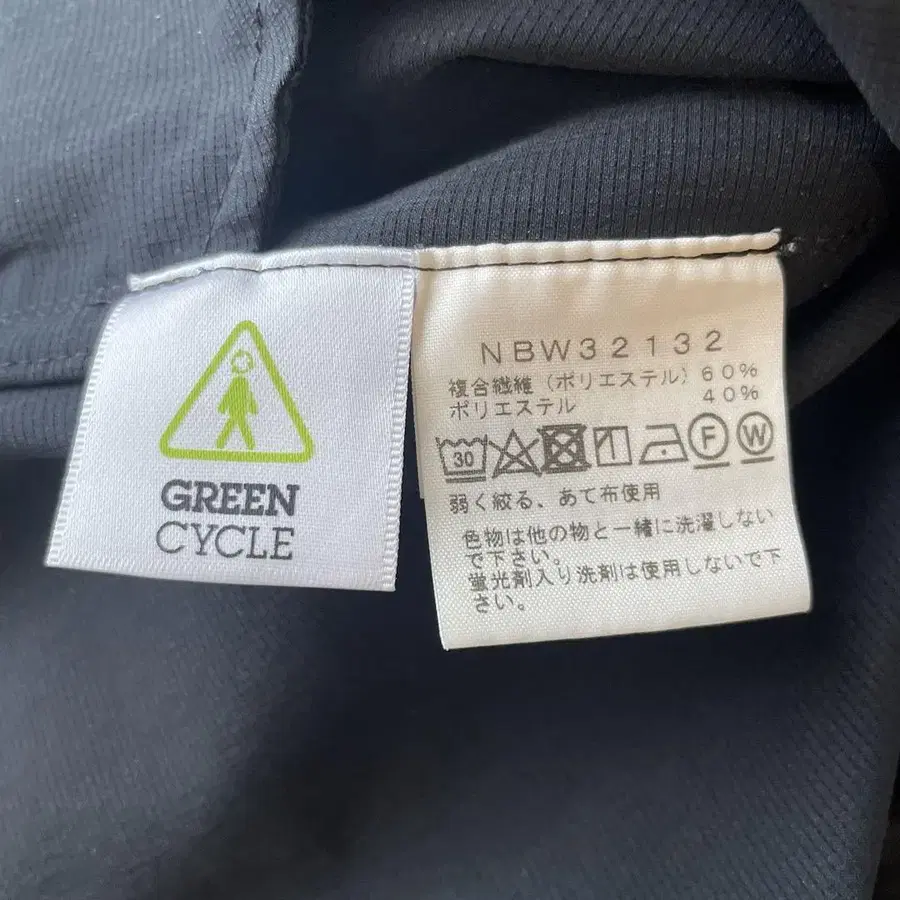 GREEN
CYCLE
NBW32132
複合繊維（ポリエステル）60%
ポリエステル 40%
30 F W
弱く絞る、あて布使用
色物は他の物と一緒に洗濯しない
で下さい。
蛍光剤入り洗剤は使用しないで下
さい。